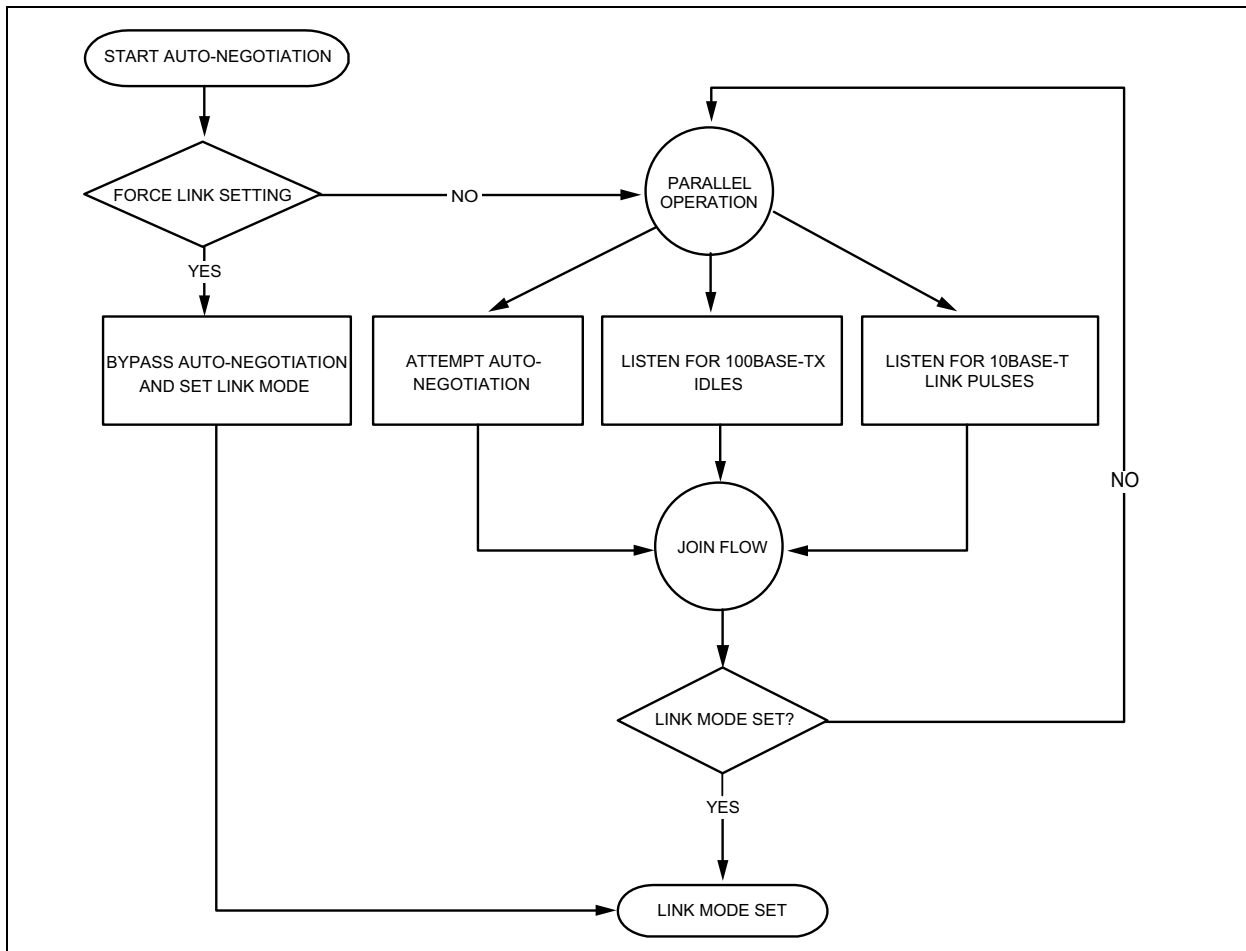 START AUTO-NEGOTIATION
FORCE LINK SETTING
NO
PARALLEL
OPERATION
YES
BYPASS AUTO-NEGOTIATION
AND SET LINK MODE
ATTEMPT AUTO-
NEGOTIATION
LISTEN FOR 100BASE-TX
IDLES
LISTEN FOR 10BASE-T
LINK PULSES
NO
JOIN FLOW
LINK MODE SET?
YES
LINK MODE SET